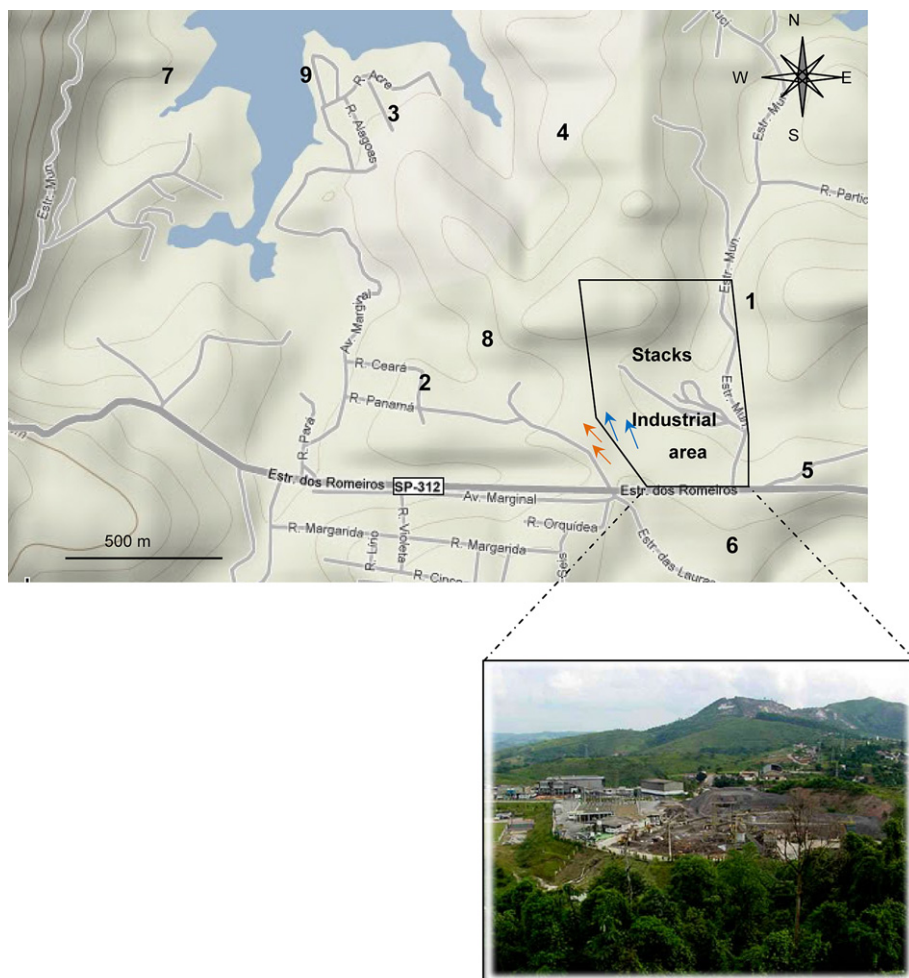 N
W E
S
7
9
R. Acre
3
R. Alagoas
4
Estr. Mun.
Estr. Mun.
R. Partic
Estr. Mun.
1
Av. Marginal
8
Stacks
R. Ceará
2
R. Panamá
Estr. Mun.
Industrial
area
R. Pará
Estr. dos Romeiros
SP-312
Av. Marginal
Estr. dos Romeiros
5
R. Orquídea
R. Margarida
R. Violeta
R. Margarida
R. Lírio
Seis
6
Estr. das Lauras
500 m
R. Cinco